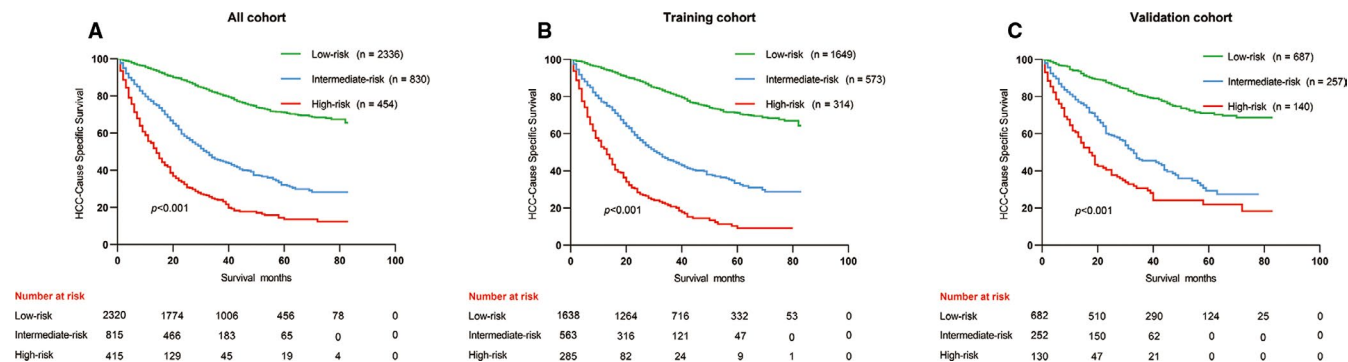 A
All cohort
Low-risk (n = 2336)
Intermediate-risk (n = 830)
High-risk (n = 454)
HCC-Cause Specific Survival
100
80
60
40
20
0
p<0.001
0 20 40 60 80 100
Survival months
Number at risk
Low-risk 2320 1774 1006 456 78 0
Intermediate-risk 815 466 183 65 0 0
High-risk 415 129 45 19 4 0
B
Training cohort
Low-risk (n = 1649)
Intermediate-risk (n = 573)
High-risk (n = 314)
HCC-Cause Specific Survival
100
80
60
40
20
0
p<0.001
0 20 40 60 80 100
Survival months
Number at risk
Low-risk 1638 1264 716 332 53 0
Intermediate-risk 563 316 121 47 0
High-risk 285 82 24 9 1 0
C
Validation cohort
Low-risk (n = 687)
Intermediate-risk (n = 257)
High-risk (n = 140)
HCC-Cause Specific Survival
100
80
60
40
20
0
p<0.001
0 20 40 60 80 100
Survival months
Number at risk
Low-risk 682 510 290 124 25 0
Intermediate-risk 252 150 62 0 0 0
High-risk 130 47 21 0 0 0